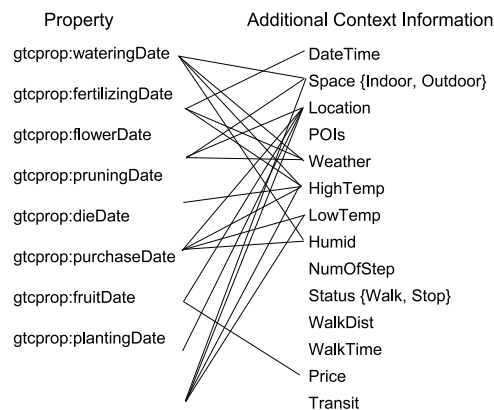 Property
Additional Context Information
gtcprop:wateringDate
gtcprop:fertilizingDate
gtcprop:flowerDate
gtcprop:pruningDate
gtcprop:dieDate
gtcprop:purchaseDate
gtcprop:fruitDate
gtcprop:plantingDate
DateTime
Space {Indoor, Outdoor}
Location
POIs
Weather
HighTemp
LowTemp
Humid
NumOfStep
Status {Walk, Stop}
WalkDist
WalkTime
Price
Transit